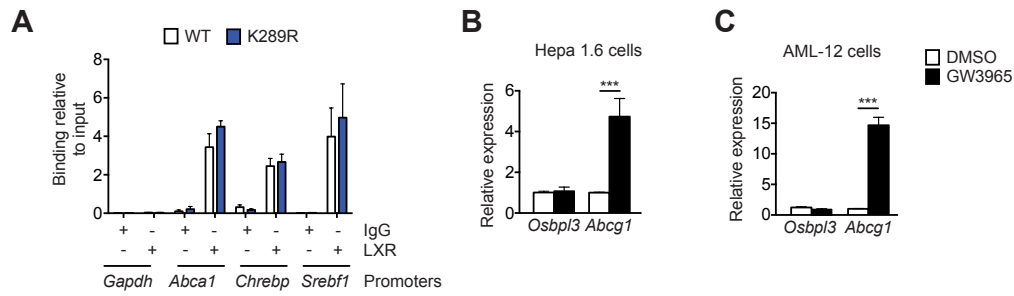 A
WT K289R
Binding relative
to input
8
6
4
2
0
+ - + - + - + - IgG
- + - + - + - + LXR
Gapdh Abca1 Chrebp Srebf1 Promoters
B
Hepa 1.6 cells
Relative expression
6
4
2
0
***
Osbpl3 Abcg1
C
AML-12 cells
DMSO
GW3965
Relative expression
20
15
10
5
0
***
Osbpl3 Abcg1